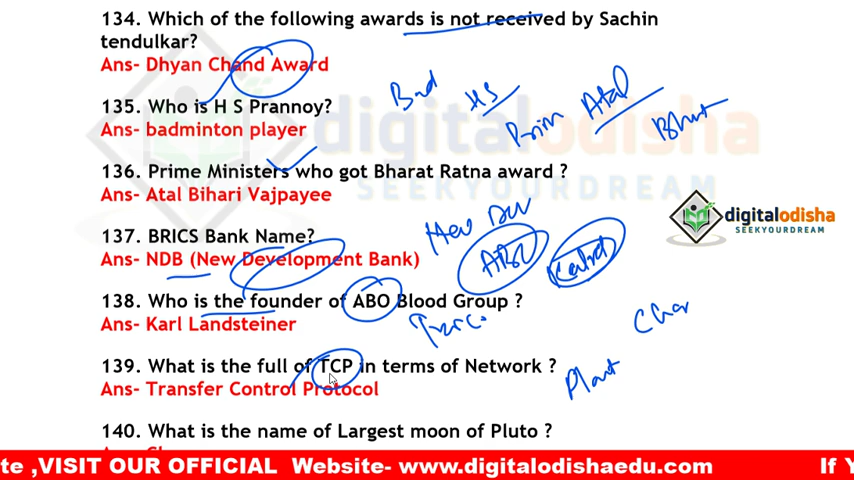 134. Which of the following awards is not received by Sachin
tendulkar?
Ans- Dhyan Chand Award
135. Who is H S Prannoy?
Ans- badminton player
136. Prime Ministers who got Bharat Ratna award ?
Ans- Atal Bihari Vajpayee
137. BRICS Bank Name?
Ans- NDB (New Development Bank)
138. Who is the founder of ABO Blood Group ?
Ans- Karl Landsteiner
139. What is the full of TCP in terms of Network ?
Ans- Transfer Control Protocol
140. What is the name of Largest moon of Pluto ?
Bad
HS
Prim
Atal
ABO
Char
digitalodisha
SEEKYOURDREAM
digitalodisha
SEEKYOURDREAM
te ,VISIT OUR OFFICIAL Website- www.digitalodishaedu.com If Y